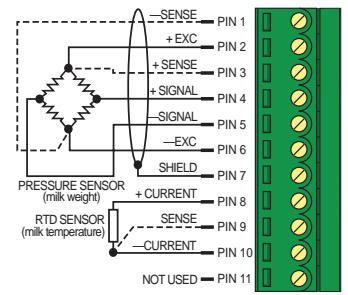 —SENSE PIN 1
+ EXC PIN 2
+ SENSE PIN 3
+ SIGNAL PIN 4
—SIGNAL PIN 5
—EXC PIN 6
SHIELD PIN 7
PRESSURE SENSOR
(milk weight)
+ CURRENT PIN 8
RTD SENSOR
(milk temperature)
SENSE PIN 9
—CURRENT PIN 10
NOT USED PIN 11